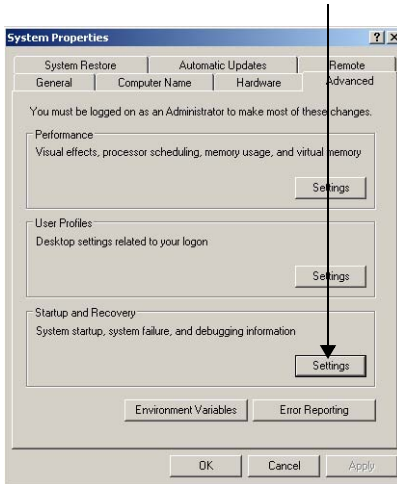 System Properties
System Restore Automatic Updates Remote
General Computer Name Hardware Advanced
You must be logged on as an Administrator to make most of these changes.
Performance
Visual effects, processor scheduling, memory usage, and virtual memory
Settings
User Profiles
Desktop settings related to your logon
Settings
Startup and Recovery
System startup, system failure, and debugging information
Settings
Environment Variables Error Reporting
OK Cancel Apply